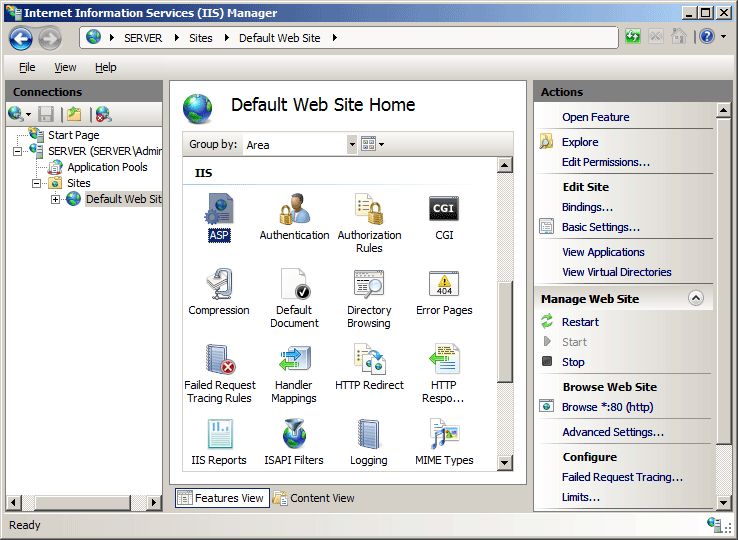 Internet Information Services (IIS) Manager
SERVER Sites Default Web Site
File View Help
Connections
Start Page
SERVER (SERVER\Admir
Application Pools
Sites
Default Web Sit
Default Web Site Home
Group by: Area
IIS
ASP Authentication Authorization Rules CGI
Compression Default Document Directory Browsing Error Pages
404
Failed Request Tracing Rules Handler Mappings HTTP Redirect HTTP Respo...
IIS Reports ISAPI Filters Logging MIME Types
Features View Content View
Actions
Open Feature
Explore
Edit Permissions...
Edit Site
Bindings...
Basic Settings...
View Applications
View Virtual Directories
Manage Web Site
Restart
Start
Stop
Browse Web Site
Browse *:80 (http)
Advanced Settings...
Configure
Failed Request Tracing...
Limits...
Ready